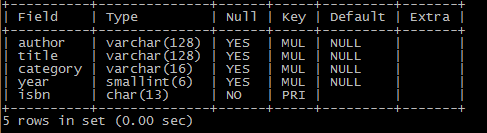 +----------+--------------+------+-----+---------+-------+
| Field    | Type         | Null | Key | Default | Extra |
+----------+--------------+------+-----+---------+-------+
| author   | varchar(128) | YES  | MUL | NULL    |       |
| title    | varchar(128) | YES  | MUL | NULL    |       |
| category | varchar(16)  | YES  | MUL | NULL    |       |
| year     | smallint(6)  | YES  | MUL | NULL    |       |
| isbn     | char(13)     | NO   | PRI |         |       |
+----------+--------------+------+-----+---------+-------+
5 rows in set (0.00 sec)